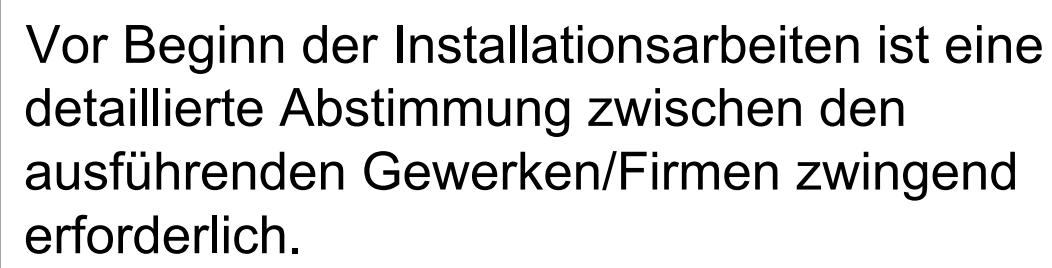 Vor Beginn der Installationsarbeiten ist eine
detaillierte Abstimmung zwischen den
ausführenden Gewerken/Firmen zwingend
erforderlich.